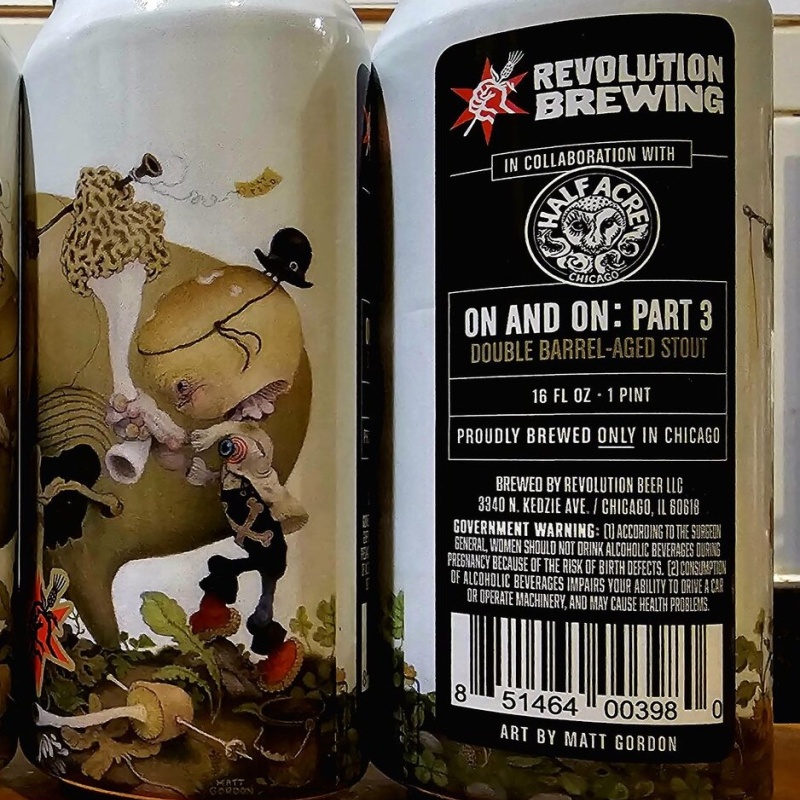 REVOLUTION
BREWING
IN COLLABORATION WITH
HALF ACRE
CHICAGO
ON AND ON: PART 3
DOUBLE BARREL-AGED STOUT
16 FL OZ - 1 PINT
PROUDLY BREWED ONLY IN CHICAGO
BREWED BY REVOLUTION BEER LLC
3340 N. KEDZIE AVE. / CHICAGO, IL 60618
GOVERNMENT WARNING: (1) ACCORDING TO THE SURGEON
GENERAL, WOMEN SHOULD NOT DRINK ALCOHOLIC BEVERAGES DURING
PREGNANCY BECAUSE OF THE RISK OF BIRTH DEFECTS. (2) CONSUMPTION
OF ALCOHOLIC BEVERAGES IMPAIRS YOUR ABILITY TO DRIVE A CAR
OR OPERATE MACHINERY, AND MAY CAUSE HEALTH PROBLEMS.
8 51464 00398 0
ART BY MATT GORDON
MATT
GORDON